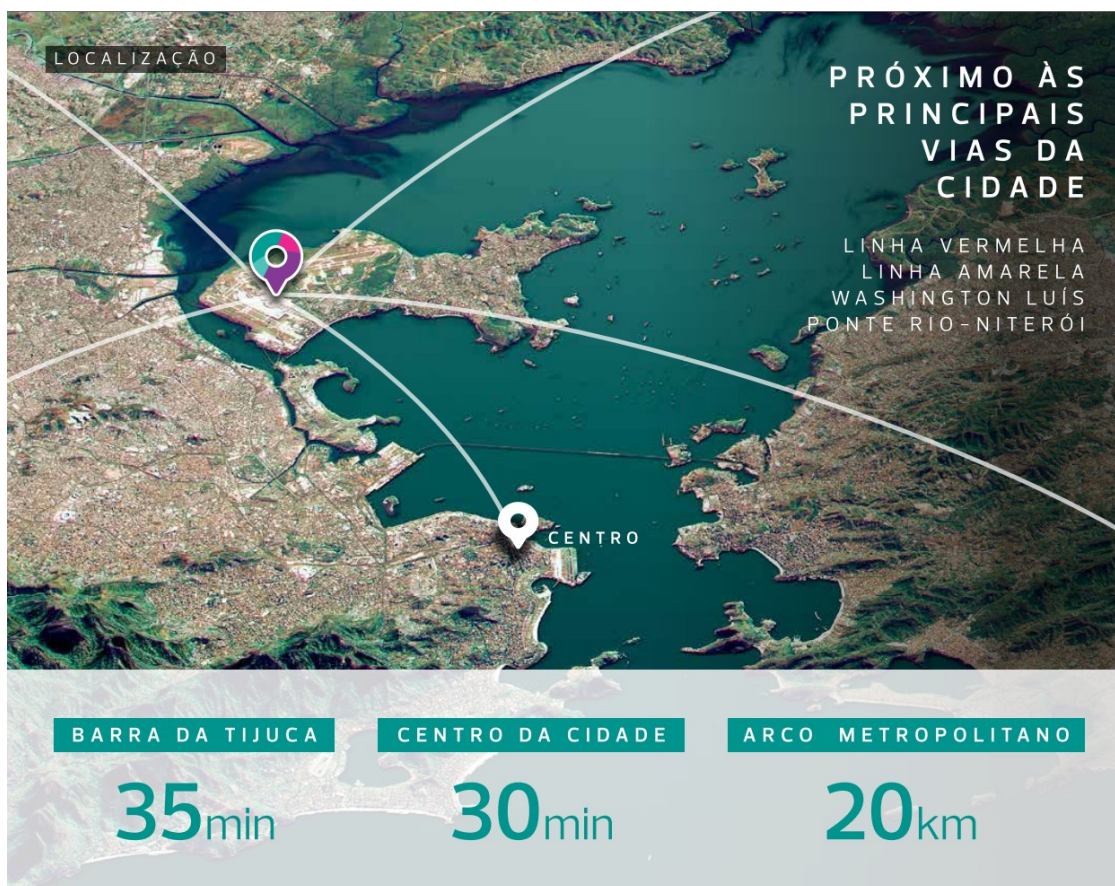 LOCALIZAÇÃO
PRÓXIMO ÀS
PRINCIPAIS
VIAS DA
CIDADE
LINHA VERMELHA
LINHA AMARELA
WASHINGTON LUÍS
PONTE RIO-NITERÓI
CENTRO
BARRA DA TIJUCA
35min
CENTRO DA CIDADE
30min
ARCO METROPOLITANO
20km